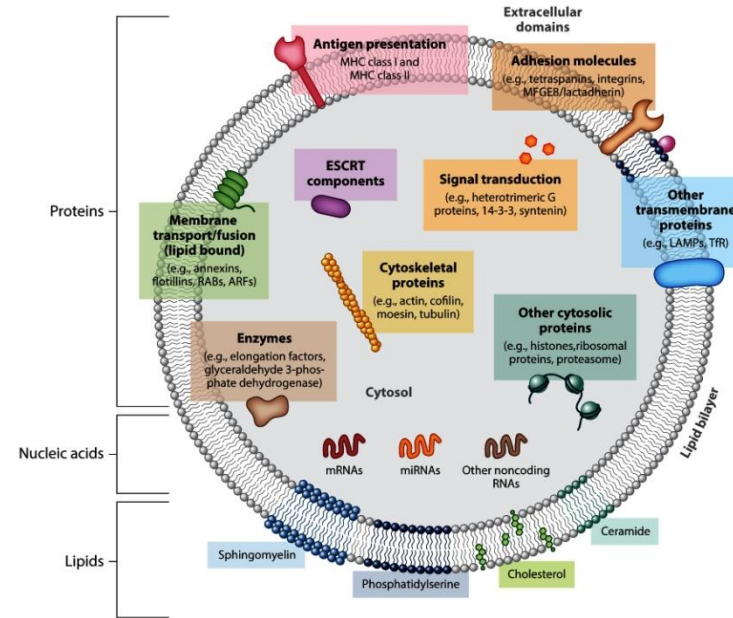 Extracellular
domains
Antigen presentation
MHC class I and
MHC class II
Adhesion molecules
(e.g., tetraspanins, integrins,
MFGE8/lactadherin)
ESCRT
components
Signal transduction
(e.g., heterotrimeric G
proteins, 14-3-3, syntenin)
Other
transmembrane
proteins
(e.g., LAMPs, TfR)
Proteins
Membrane
transport/fusion
(lipid bound)
(e.g., annexins,
flotillins, RABs, ARFs)
Cytoskeletal
proteins
(e.g., actin, cofilin,
moesin, tubulin)
Other cytosolic
proteins
(e.g., histones,ribosomal
proteins, proteasome)
Enzymes
(e.g., elongation factors,
glyceraldehyde 3-phos-
phate dehydrogenase)
Cytosol
Lipid bilayer
Nucleic acids
mRNAs
miRNAs
Other noncoding
RNAs
Lipids
Sphingomyelin
Phosphatidylserine
Cholesterol
Ceramide